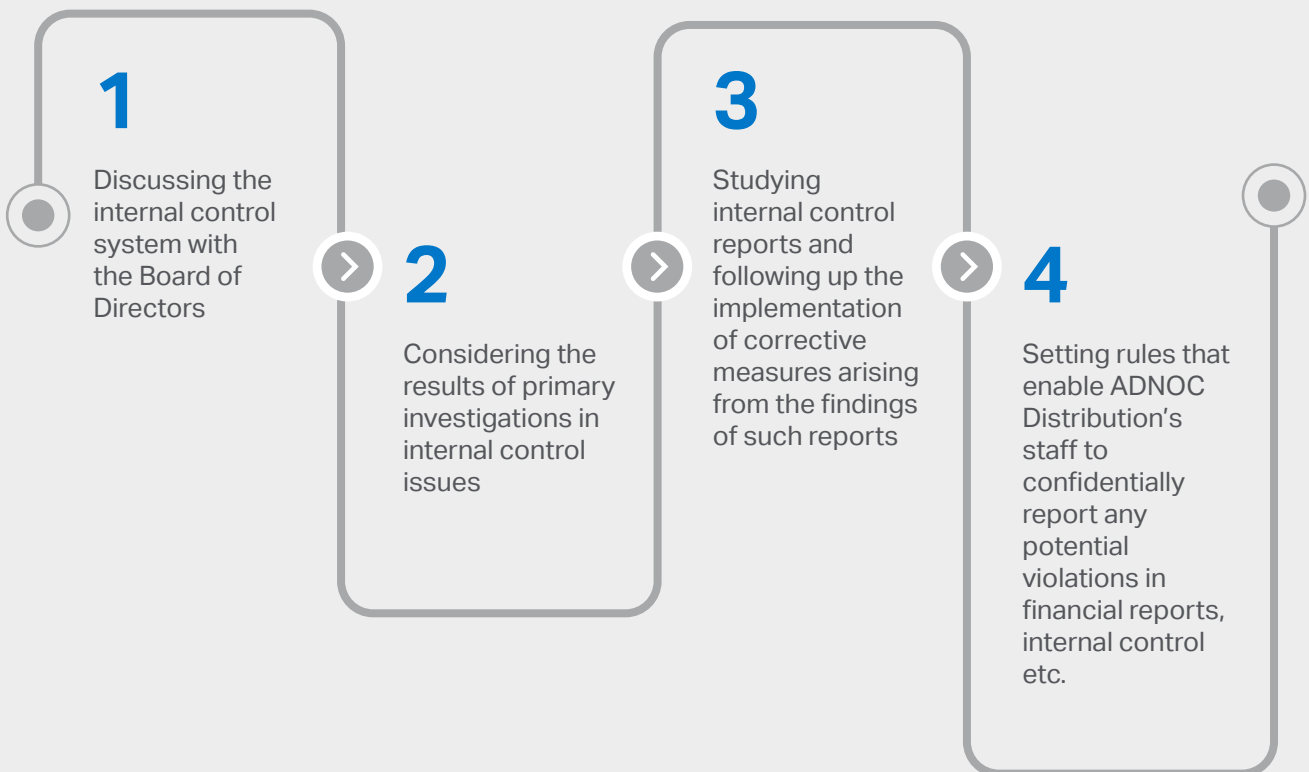 1
Discussing the
internal control
system with
the Board of
Directors
2
Considering the
results of primary
investigations in
internal control
issues
3
Studying
internal control
reports and
following up the
implementation
of corrective
measures arising
from the findings
of such reports
4
Setting rules that
enable ADNOC
Distribution’s
staff to
confidentially
report any
potential
violations in
financial reports,
internal control
etc.